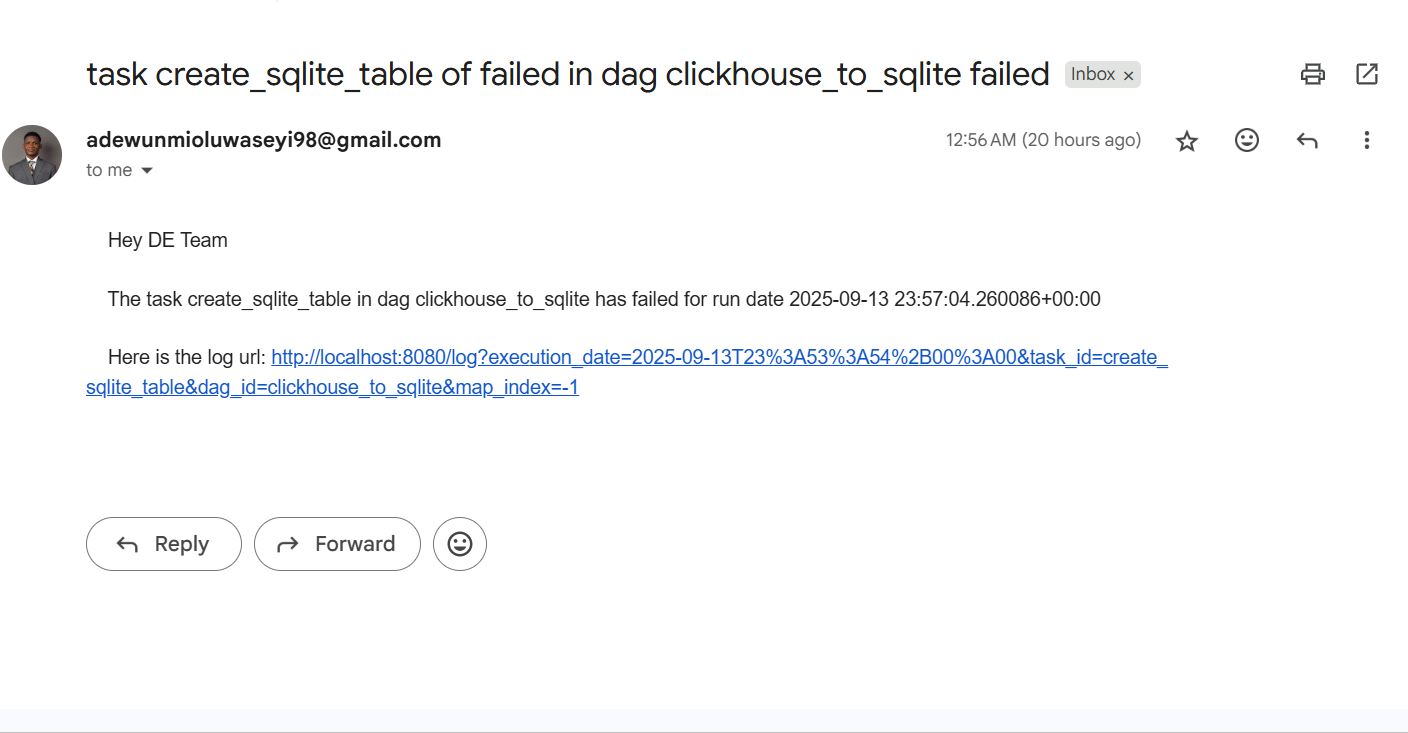 task create_sqlite_table of failed in dag clickhouse_to_sqlite failed Inbox ×
adewunmioluwaseyi98@gmail.com 12:56 AM (20 hours ago)
to me
Hey DE Team
The task create_sqlite_table in dag clickhouse_to_sqlite has failed for run date 2025-09-13 23:57:04.260086+00:00
Here is the log url: http://localhost:8080/log?execution_date=2025-09-13T23%3A53%3A54%2B00%3A00&task_id=create_
sqlite_table&dag_id=clickhouse_to_sqlite&map_index=-1
Reply Forward